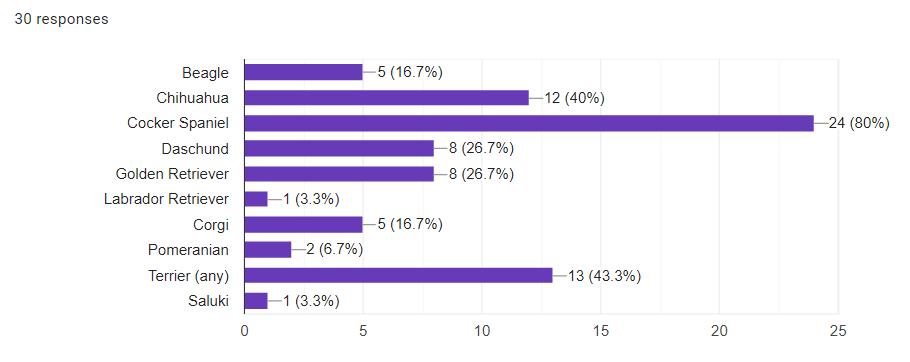 30 responses
Beagle 5 (16.7%)
Chihuahua 12 (40%)
Cocker Spaniel 24 (80%)
Daschund 8 (26.7%)
Golden Retriever 8 (26.7%)
Labrador Retriever 1 (3.3%)
Corgi 5 (16.7%)
Pomeranian 2 (6.7%)
Terrier (any) 13 (43.3%)
Saluki 1 (3.3%)
0 5 10 15 20 25